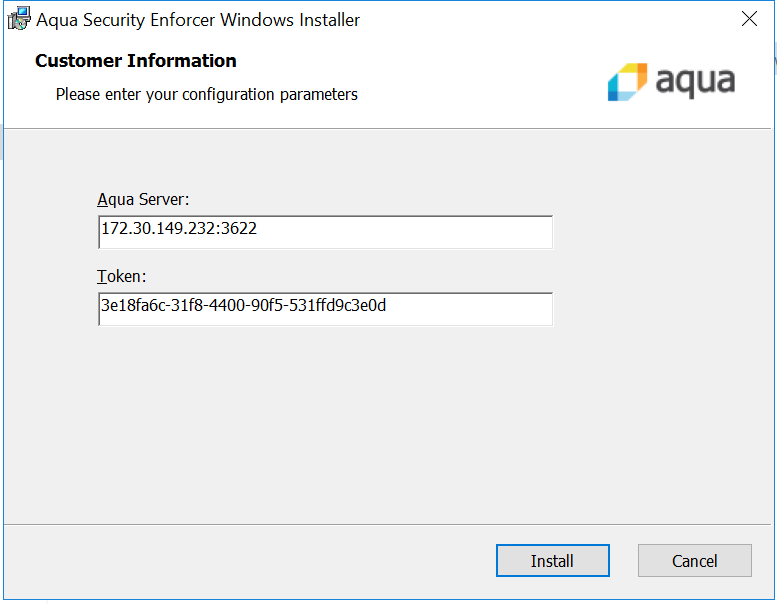 Aqua Security Enforcer Windows Installer
Customer Information
Please enter your configuration parameters
aqua
Aqua Server:
172.30.149.232:3622
Token:
3e18fa6c-31f8-4400-90f5-531ffd9c3e0d
Install
Cancel